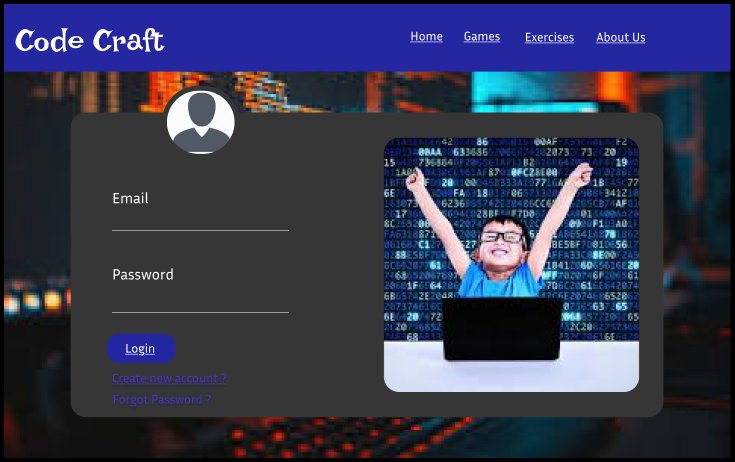 Code Craft
Home Games Exercises About Us
Email
Password
Login
Create new account ?
Forgot Password ?